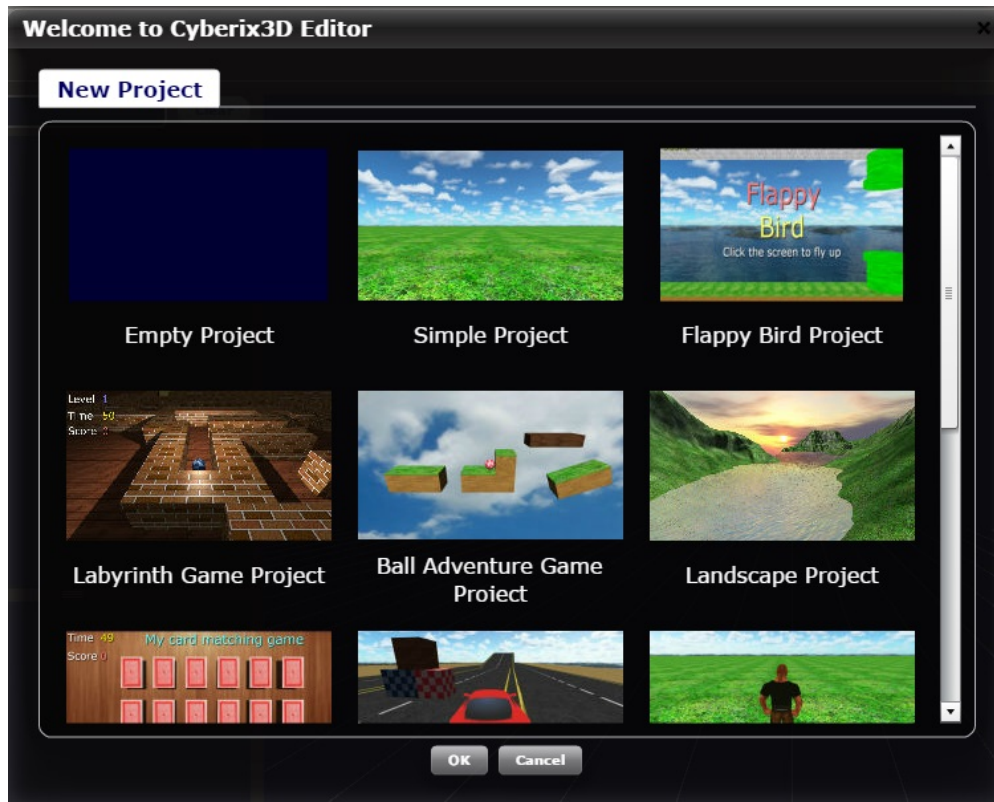 Welcome to Cyberix3D Editor
New Project
Flappy
Bird
Click the screen to fly up
Empty Project
Simple Project
Flappy Bird Project
Level 1
Time 50
Score
Labyrinth Game Project
Ball Adventure Game
Project
Landscape Project
Time 49
My card matching game
Score 0
OK
Cancel